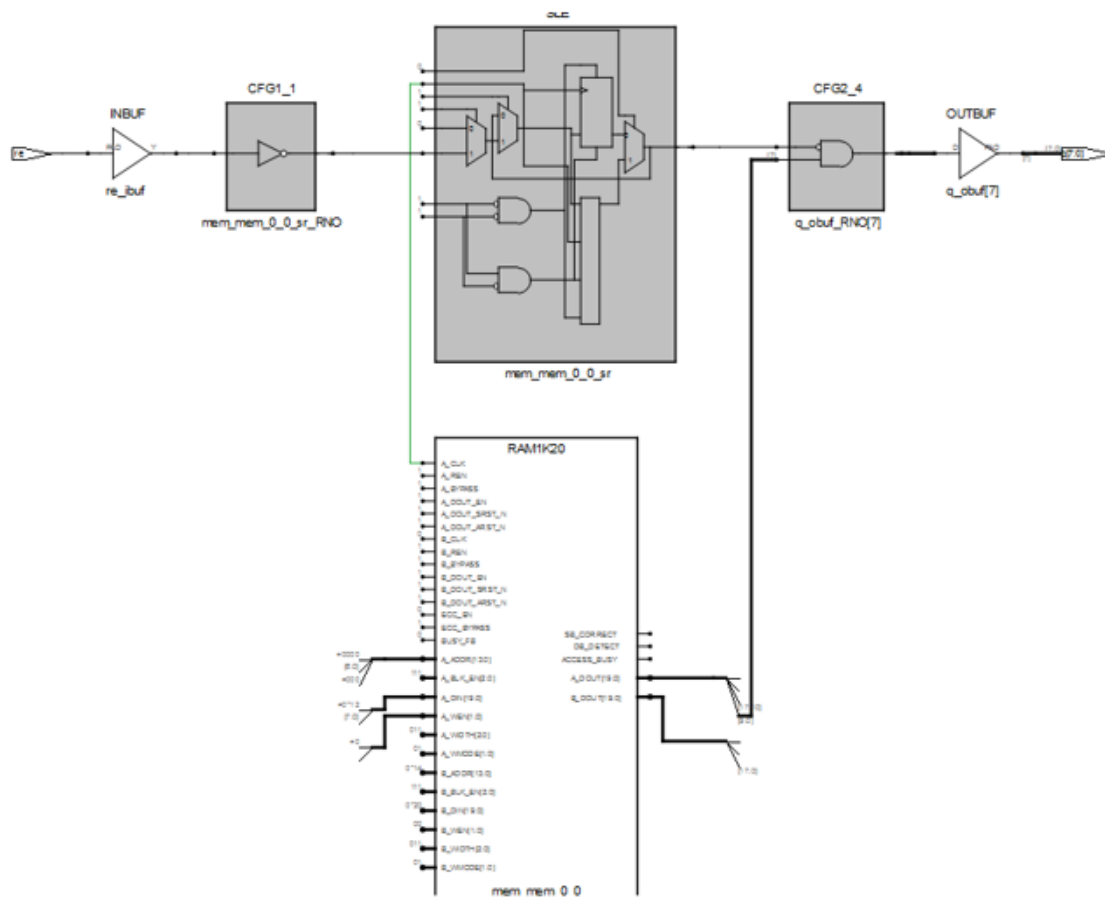 SLE
CFG1_1
CFG2_4
INBUF
OUTBUF
re
re_ibuf
mem_mem_0_0_sr_RNO
q_obuf_RNO[7]
q_obuf[7]
mem_mem_0_0_sr
RAM1K20
A_CLK
A_REN
A_BYPASS
A_DOUT_EN
A_DOUT_SRST_N
A_DOUT_ARST_N
B_CLK
B_REN
B_BYPASS
B_DOUT_EN
B_DOUT_SRST_N
B_DOUT_ARST_N
ECC_EN
ECC_BYPASS
BUSY_FB
SB_CORRECT
DB_DETECT
ACCESS_BUSY
A_ADDR[13:0]
A_BLK_EN[2:0]
A_DIN[19:0]
A_WEN[1:0]
A_WIDTH[2:0]
A_WMODE[1:0]
B_ADDR[13:0]
B_BLK_EN[2:0]
B_DIN[19:0]
B_WEN[1:0]
B_WIDTH[2:0]
B_WMODE[1:0]
A_DOUT[19:0]
B_DOUT[19:0]
mem_mem_0_0